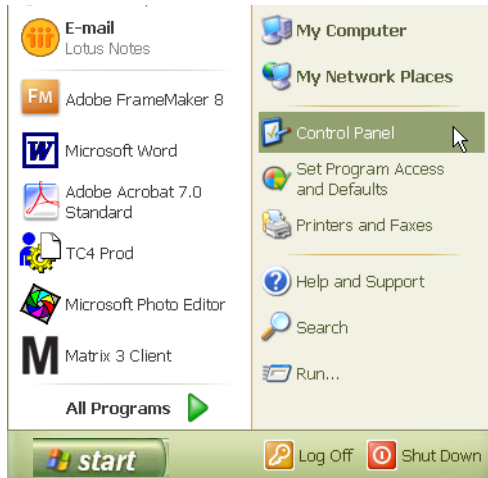 E-mail
Lotus Notes
FM Adobe FrameMaker 8
W Microsoft Word
Adobe Acrobat 7.0
Standard
TC4 Prod
Microsoft Photo Editor
M Matrix 3 Client
All Programs
My Computer
My Network Places
Control Panel
Set Program Access
and Defaults
Printers and Faxes
? Help and Support
Search
Run...
start
Log Off
Shut Down